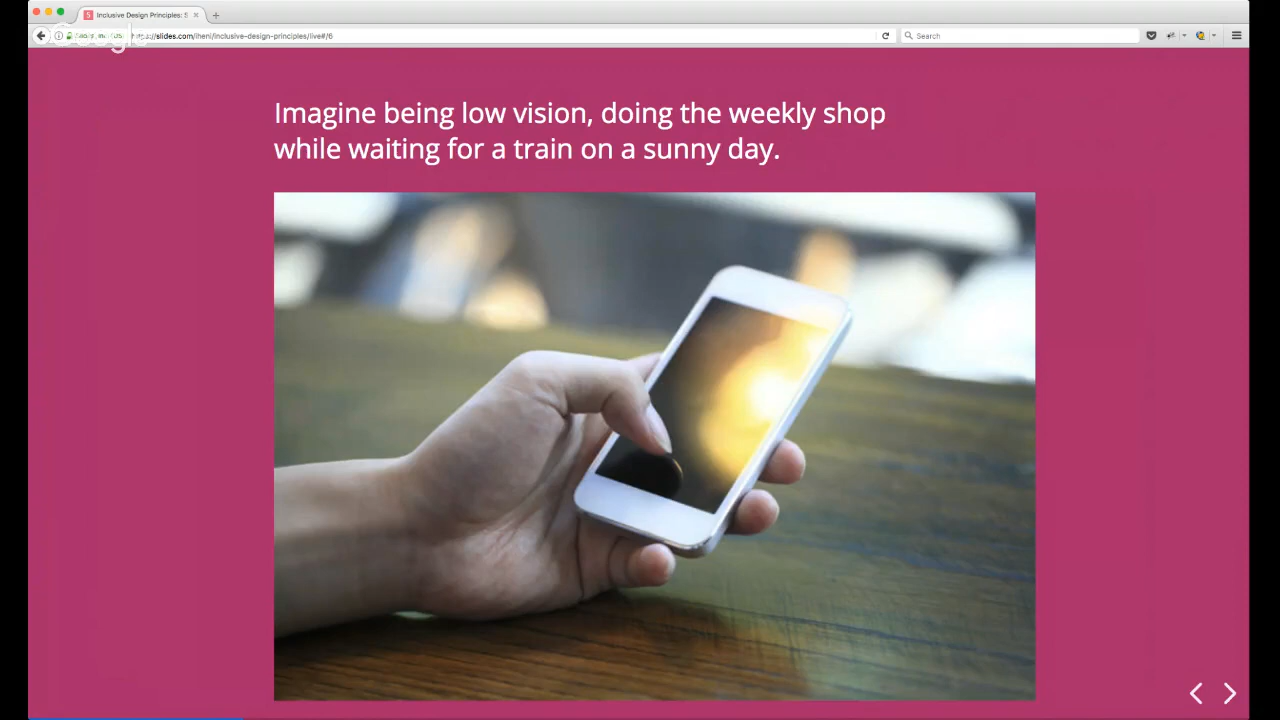 Inclusive Design Principles: S
slides.com/iheni/inclusive-design-principles/live#/6
Search
Imagine being low vision, doing the weekly shop
while waiting for a train on a sunny day.